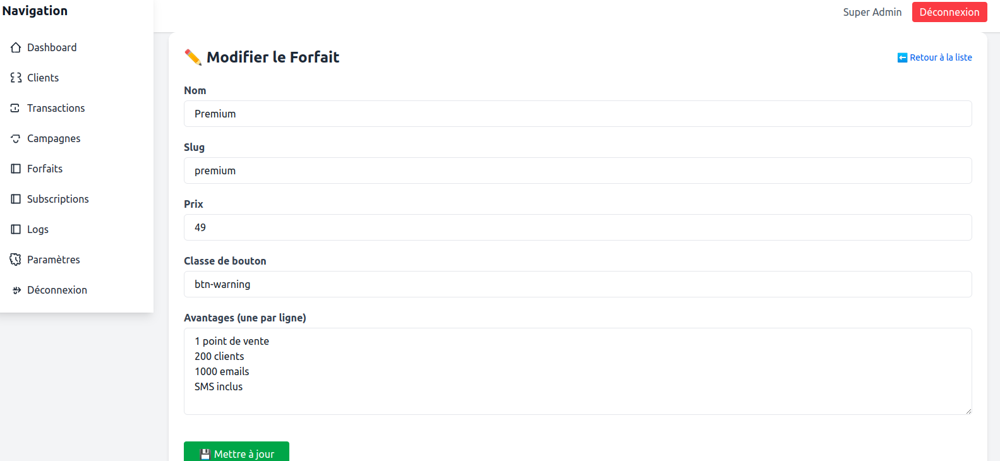 Navigation
Dashboard
Clients
Transactions
Campagnes
Forfaits
Subscriptions
Logs
Paramètres
Déconnexion
Super Admin
Déconnexion
Modifier le Forfait
Retour à la liste
Nom
Premium
Slug
premium
Prix
49
Classe de bouton
btn-warning
Avantages (une par ligne)
1 point de vente
200 clients
1000 emails
SMS inclus
Mettre à jour